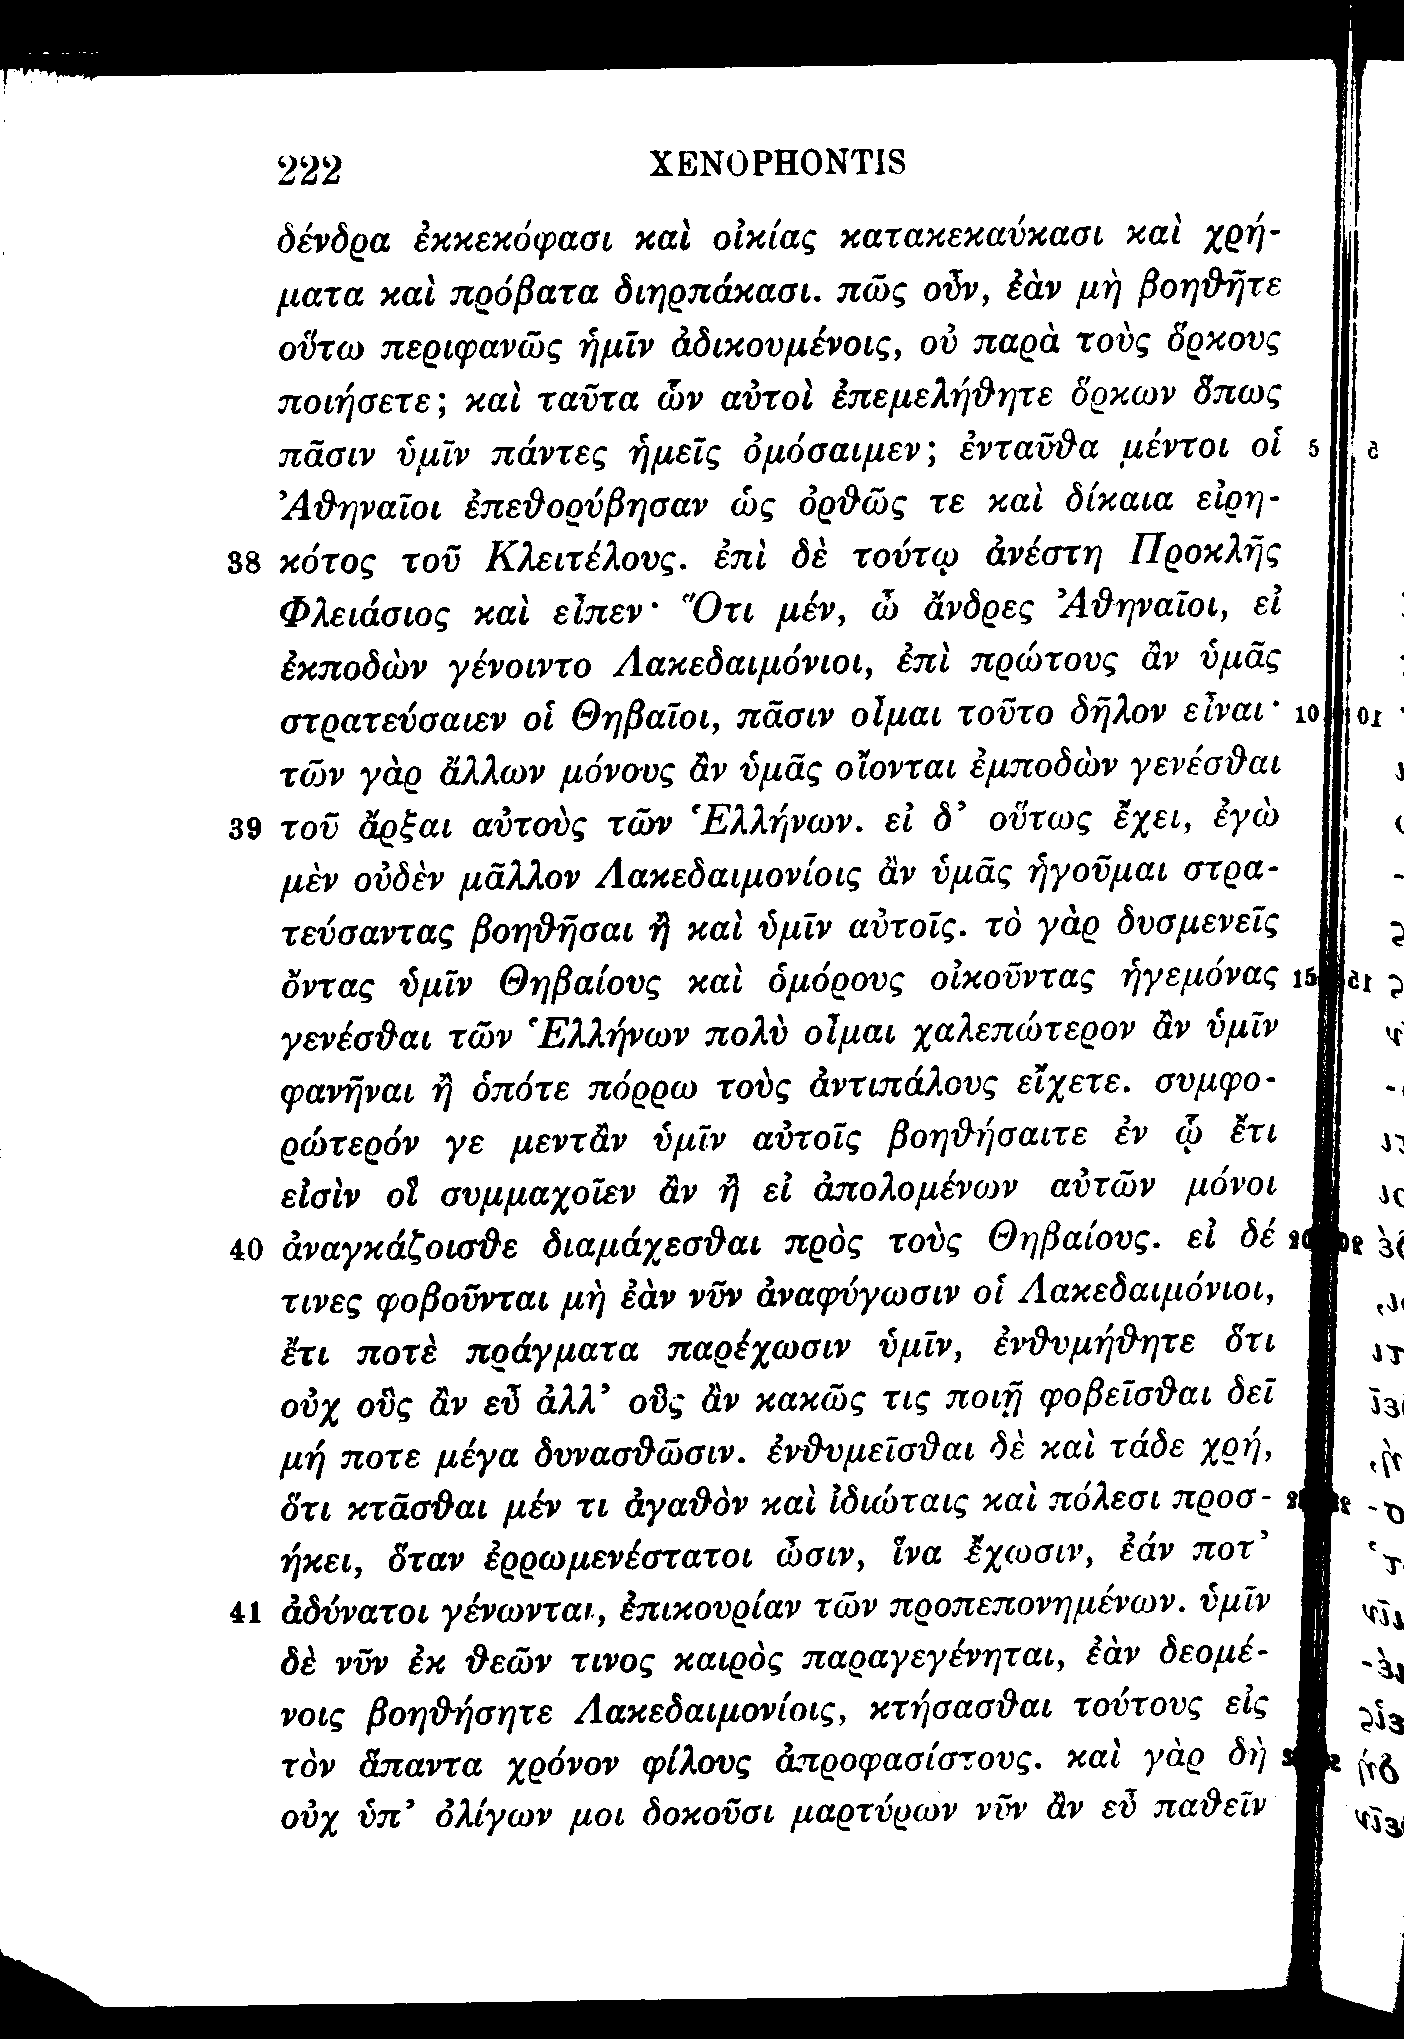 222 XENOPHONTIS
δένδρα ἐκκεκόφασι καὶ οἰκίας κατακεκαύκασι καὶ χρή-
ματα καὶ πρόβατα διηρπάκασι. πῶς οὖν, ἐὰν μὴ βοηθῆτε
οὕτω περιφανῶς ἡμῖν ἀδικουμένοις, οὐ παρὰ τοὺς ὅρκους
ποιήσετε; καὶ ταῦτα ὧν αὐτοὶ ἐπεμελήθητε ὅρκων ὅπως
πᾶσιν ὑμῖν πάντες ἡμεῖς ὀμόσαιμεν; ἐνταῦθα μέντοι οἱ 5
Ἀθηναῖοι ἐπεθορύβησαν ὡς ὀρθῶς τε καὶ δίκαια εἰρη-
38 κότος τοῦ Κλειτέλους. ἐπὶ δὲ τούτῳ ἀνέστη Προκλῆς
Φλειάσιος καὶ εἶπεν· Ὅτι μέν, ὦ ἄνδρες Ἀθηναῖοι, εἰ
ἐκποδὼν γένοιντο Λακεδαιμόνιοι, ἐπὶ πρώτους ἂν ὑμᾶς
στρατεύσαιεν οἱ Θηβαῖοι, πᾶσιν οἶμαι τοῦτο δῆλον εἶναι· 10
τῶν γὰρ ἄλλων μόνους ἂν ὑμᾶς οἴονται ἐμποδὼν γενέσθαι
39 τοῦ ἄρξαι αὐτοὺς τῶν Ἑλλήνων. εἰ δ’ οὕτως ἔχει, ἐγὼ
μὲν οὐδὲν μᾶλλον Λακεδαιμονίοις ἂν ὑμᾶς ἡγοῦμαι στρα-
τεύσαντας βοηθῆσαι ἢ καὶ ὑμῖν αὐτοῖς. τὸ γὰρ δυσμενεῖς
ὄντας ὑμῖν Θηβαίους καὶ ὁμόρους οἰκοῦντας ἡγεμόνας 15
γενέσθαι τῶν Ἑλλήνων πολὺ οἶμαι χαλεπώτερον ἂν ὑμῖν
φανῆναι ἢ ὁπότε πόρρω τοὺς ἀντιπάλους εἴχετε. συμφο-
ρώτερόν γε μεντἂν ὑμῖν αὐτοῖς βοηθήσαιτε ἐν ᾧ ἔτι
εἰσὶν οἳ συμμαχοῖεν ἂν ἢ εἰ ἀπολομένων αὐτῶν μόνοι
40 ἀναγκάζοισθε διαμάχεσθαι πρὸς τοὺς Θηβαίους. εἰ δέ 20
τινες φοβοῦνται μὴ ἐὰν νῦν ἀναφύγωσιν οἱ Λακεδαιμόνιοι,
ἔτι ποτὲ πράγματα παρέχωσιν ὑμῖν, ἐνθυμήθητε ὅτι
οὐχ οὓς ἂν εὖ ἀλλ’ οὓς ἂν κακῶς τις ποιῇ φοβεῖσθαι δεῖ
μή ποτε μέγα δυνασθῶσιν. ἐνθυμεῖσθαι δὲ καὶ τάδε χρή,
ὅτι κτᾶσθαι μέν τι ἀγαθὸν καὶ ἰδιώταις καὶ πόλεσι προσ-
ήκει, ὅταν ἐρρωμενέστατοι ὦσιν, ἵνα ἔχωσιν, ἐάν ποτ’
41 ἀδύνατοι γένωνται, ἐπικουρίαν τῶν προπεπονημένων. ὑμῖν
δὲ νῦν ἐκ θεῶν τινος καιρὸς παραγεγένηται, ἐὰν δεομέ-
νοις βοηθήσητε Λακεδαιμονίοις, κτήσασθαι τούτους εἰς
τὸν ἅπαντα χρόνον φίλους ἀπροφασίστους. καὶ γὰρ δὴ
οὐχ ὑπ’ ὀλίγων μοι δοκοῦσι μαρτύρων νῦν ἂν εὖ παθεῖν